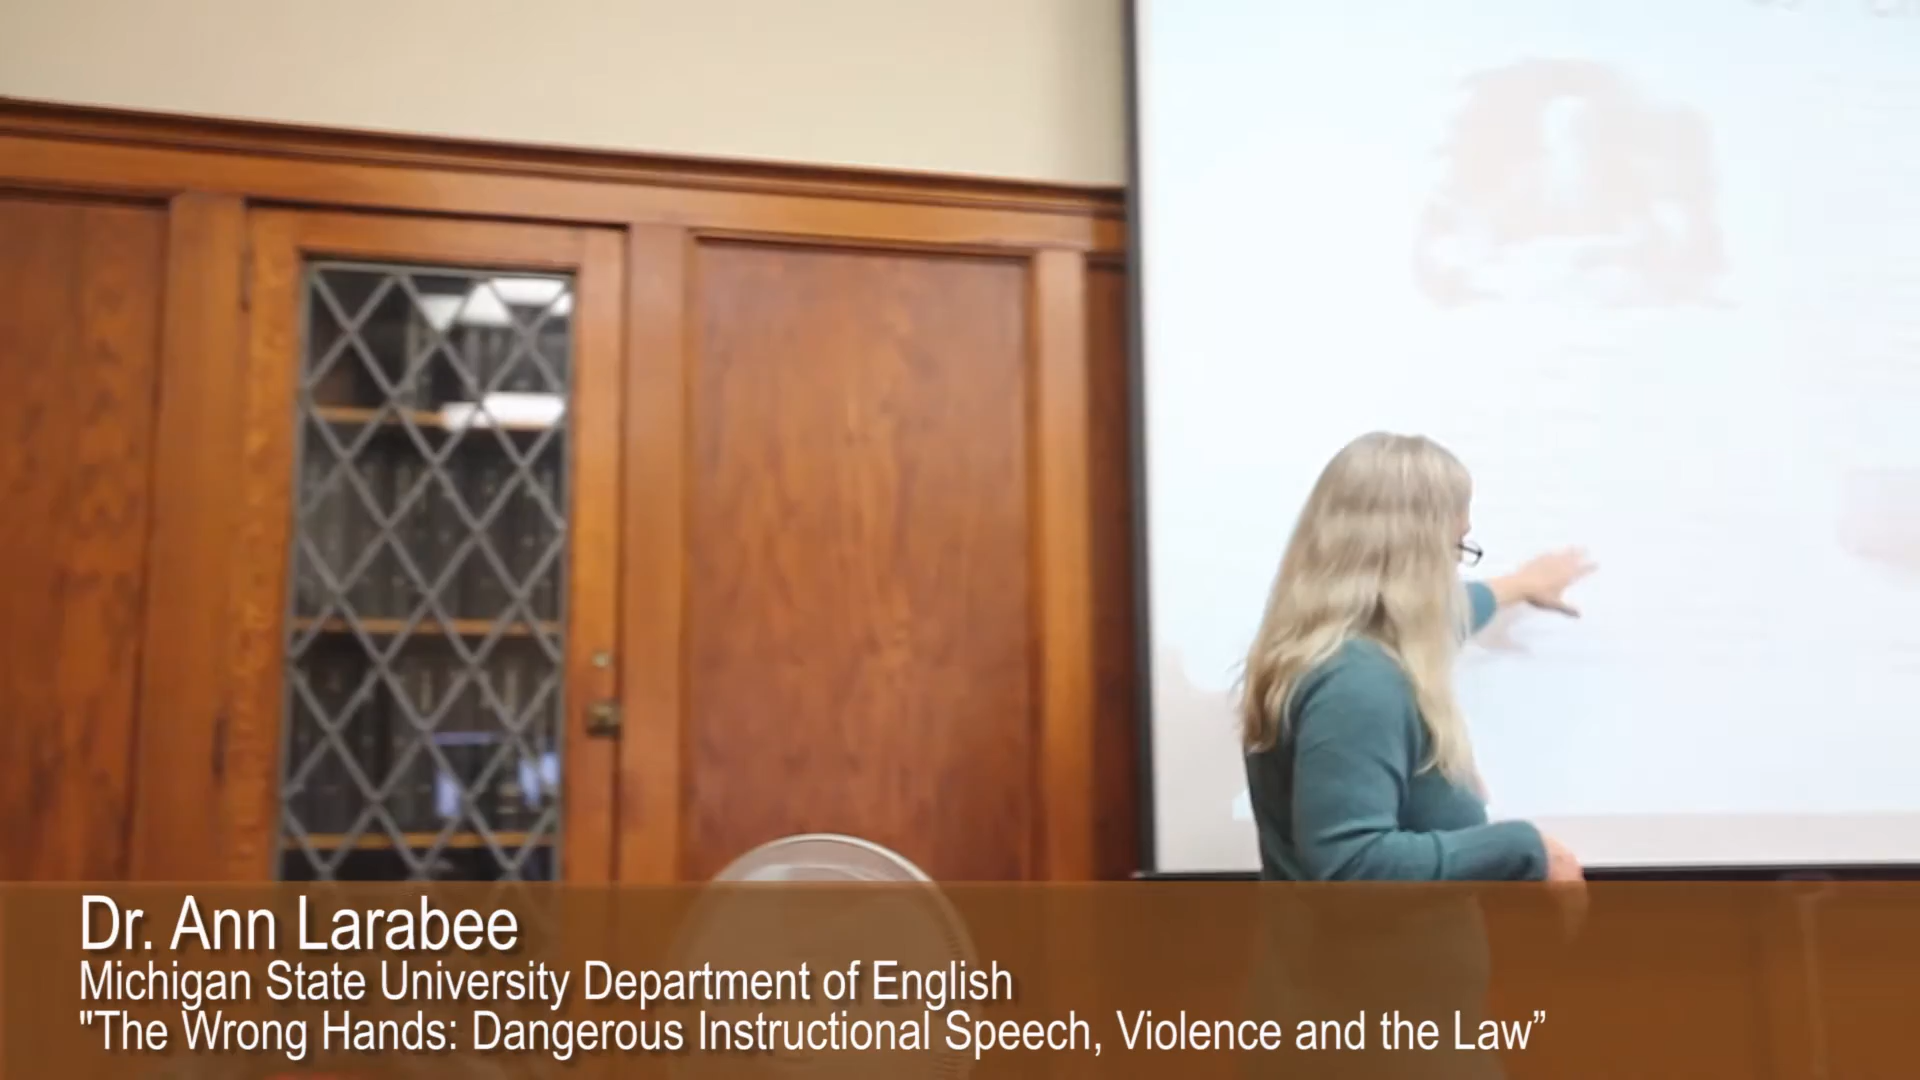 Dr. Ann Larabee
Michigan State University Department of English
"The Wrong Hands: Dangerous Instructional Speech, Violence and the Law”